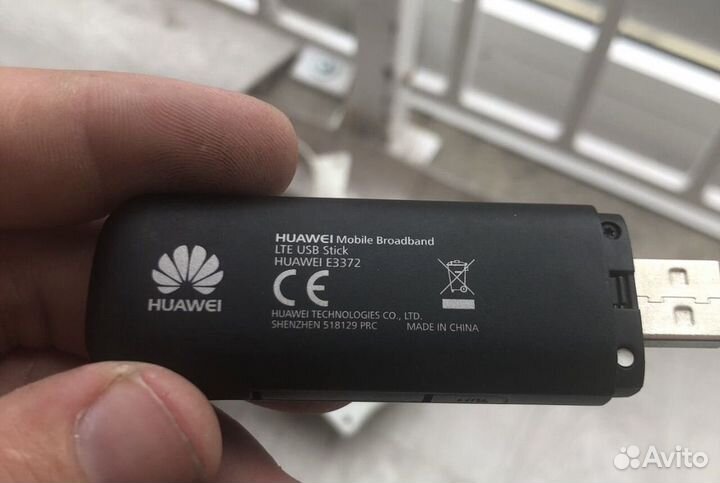 HUAWEI Mobile Broadband
LTE USB Stick
HUAWEI E3372
CE
HUAWEI
HUAWEI TECHNOLOGIES CO., LTD.
SHENZHEN 518129 PRC MADE IN CHINA
Avito